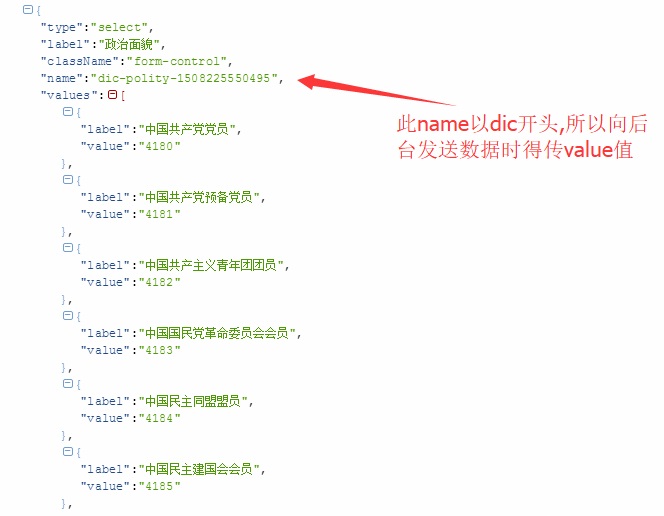 {
"type":"select",
"label":"政治面貌",
"className":"form-control",
"name":"dic-polity-1508225550495",
"values":[
{
"label":"中国共产党党员",
"value":"4180"
},
{
"label":"中国共产党预备党员",
"value":"4181"
},
{
"label":"中国共产主义青年团团员",
"value":"4182"
},
{
"label":"中国国民党革命委员会会员",
"value":"4183"
},
{
"label":"中国民主同盟盟员",
"value":"4184"
},
{
"label":"中国民主建国会会员",
"value":"4185"
},
此name以dic开头,所以向后
台发送数据时得传value值